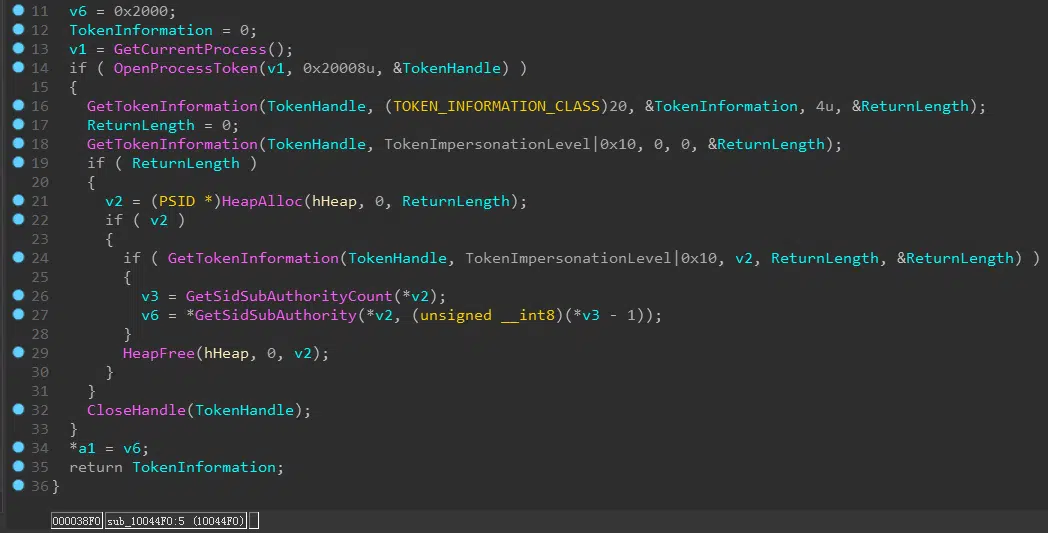 11 v6 = 0x2000;
12 TokenInformation = 0;
13 v1 = GetCurrentProcess();
14 if ( OpenProcessToken(v1, 0x20008u, &TokenHandle) )
15 {
16 GetTokenInformation(TokenHandle, (TOKEN_INFORMATION_CLASS)20, &TokenInformation, 4u, &ReturnLength);
17 ReturnLength = 0;
18 GetTokenInformation(TokenHandle, TokenImpersonationLevel|0x10, 0, 0, &ReturnLength);
19 if ( ReturnLength )
20 {
21 v2 = (PSID *)HeapAlloc(hHeap, 0, ReturnLength);
22 if ( v2 )
23 {
24 if ( GetTokenInformation(TokenHandle, TokenImpersonationLevel|0x10, v2, ReturnLength, &ReturnLength) )
25 {
26 v3 = GetSidSubAuthorityCount(*v2);
27 v6 = *GetSidSubAuthority(*v2, (unsigned __int8)(*v3 - 1));
28 }
29 HeapFree(hHeap, 0, v2);
30 }
31 }
32 CloseHandle(TokenHandle);
33 }
34 *a1 = v6;
35 return TokenInformation;
36 }
000038F0 sub_10044F0:5 (10044F0)